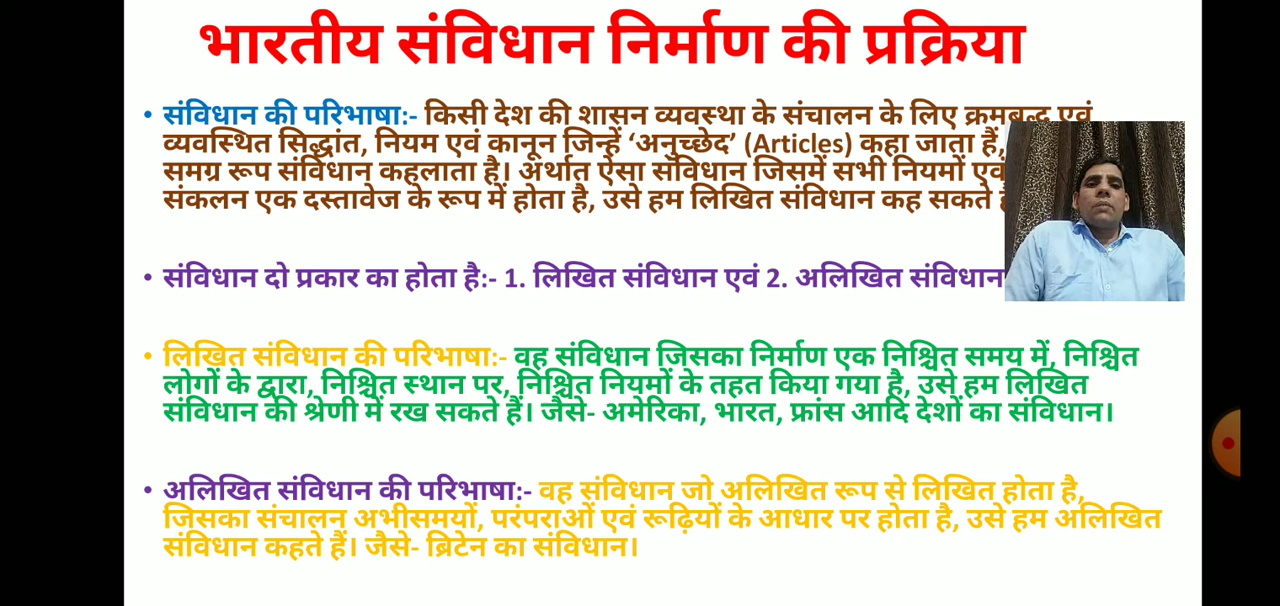 भारतीय संविधान निर्माण की प्रक्रिया
• संविधान की परिभाषा:- किसी देश की शासन व्यवस्था के संचालन के लिए क्रमबद्ध एवं
व्यवस्थित सिद्धांत, नियम एवं कानून जिन्हें ‘अनुच्छेद’ (Articles) कहा जाता हैं,
समग्र रूप संविधान कहलाता है। अर्थात ऐसा संविधान जिसमें सभी नियमों एवं
संकलन एक दस्तावेज के रूप में होता है, उसे हम लिखित संविधान कह सकते
• संविधान दो प्रकार का होता है:- 1. लिखित संविधान एवं 2. अलिखित संविधान
• लिखित संविधान की परिभाषा:- वह संविधान जिसका निर्माण एक निश्चित समय में, निश्चित
लोगों के द्वारा, निश्चित स्थान पर, निश्चित नियमों के तहत किया गया है, उसे हम लिखित
संविधान की श्रेणी में रख सकते हैं। जैसे- अमेरिका, भारत, फ्रांस आदि देशों का संविधान।
• अलिखित संविधान की परिभाषा:- वह संविधान जो अलिखित रूप से लिखित होता है,
जिसका संचालन अभीसमयों, परंपराओं एवं रूढ़ियों के आधार पर होता है, उसे हम अलिखित
संविधान कहते हैं। जैसे- ब्रिटेन का संविधान।